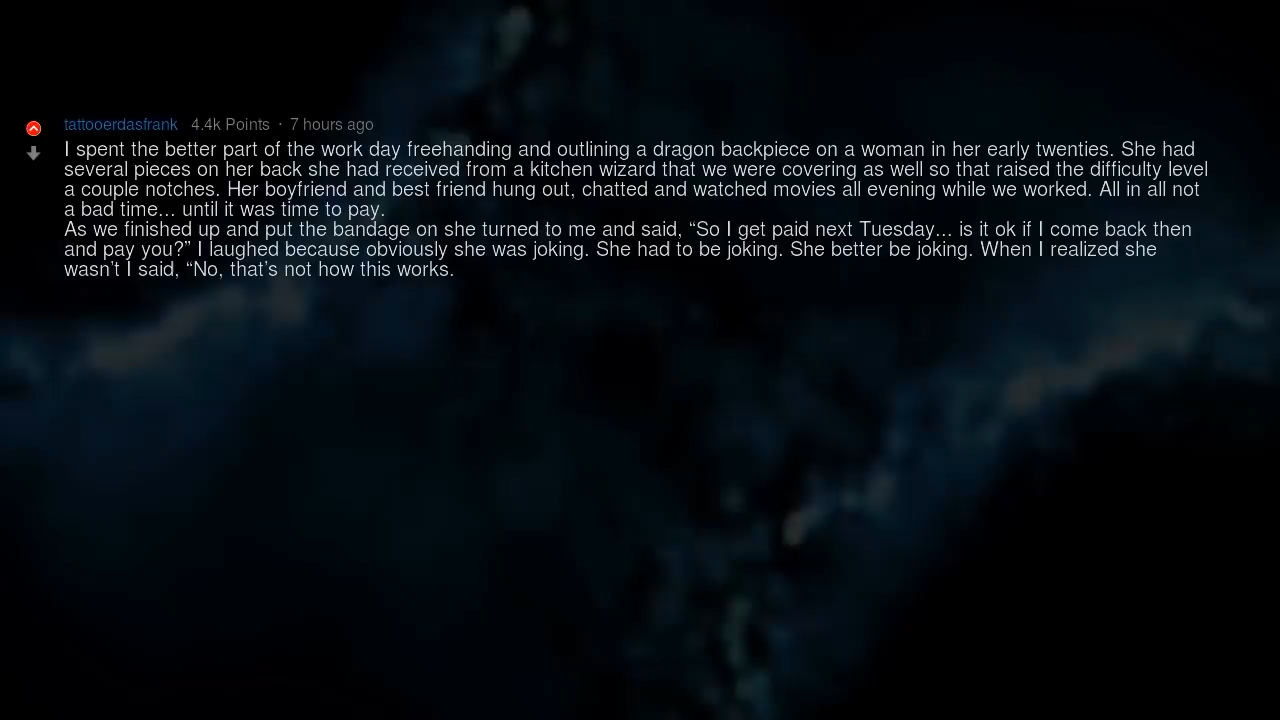 tattooerdasfrank 4.4k Points · 7 hours ago
I spent the better part of the work day freehanding and outlining a dragon backpiece on a woman in her early twenties. She had
several pieces on her back she had received from a kitchen wizard that we were covering as well so that raised the difficulty level
a couple notches. Her boyfriend and best friend hung out, chatted and watched movies all evening while we worked. All in all not
a bad time... until it was time to pay.
As we finished up and put the bandage on she turned to me and said, “So I get paid next Tuesday... is it ok if I come back then
and pay you?” I laughed because obviously she was joking. She had to be joking. She better be joking. When I realized she
wasn’t I said, “No, that’s not how this works.